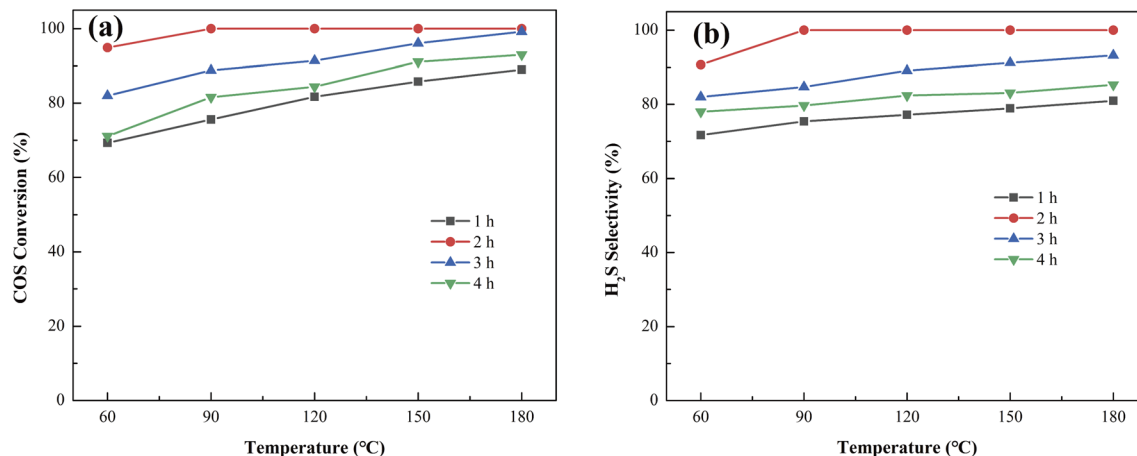 (a)
100
80
60
40
20
0
COS Conversion (%)
1 h
2 h
3 h
4 h
60 90 120 150 180
Temperature (℃)
(b)
100
80
60
40
20
0
H₂S Selectivity (%)
1 h
2 h
3 h
4 h
60 90 120 150 180
Temperature (℃)